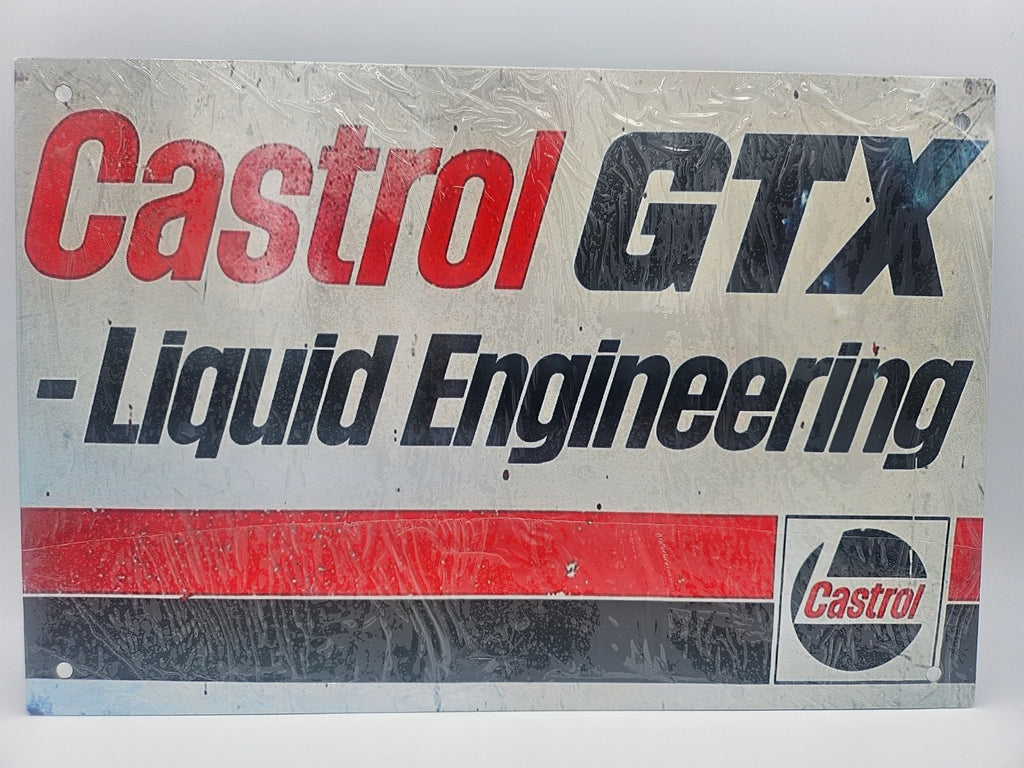 Castrol GTX
- Liquid Engineering
Castrol